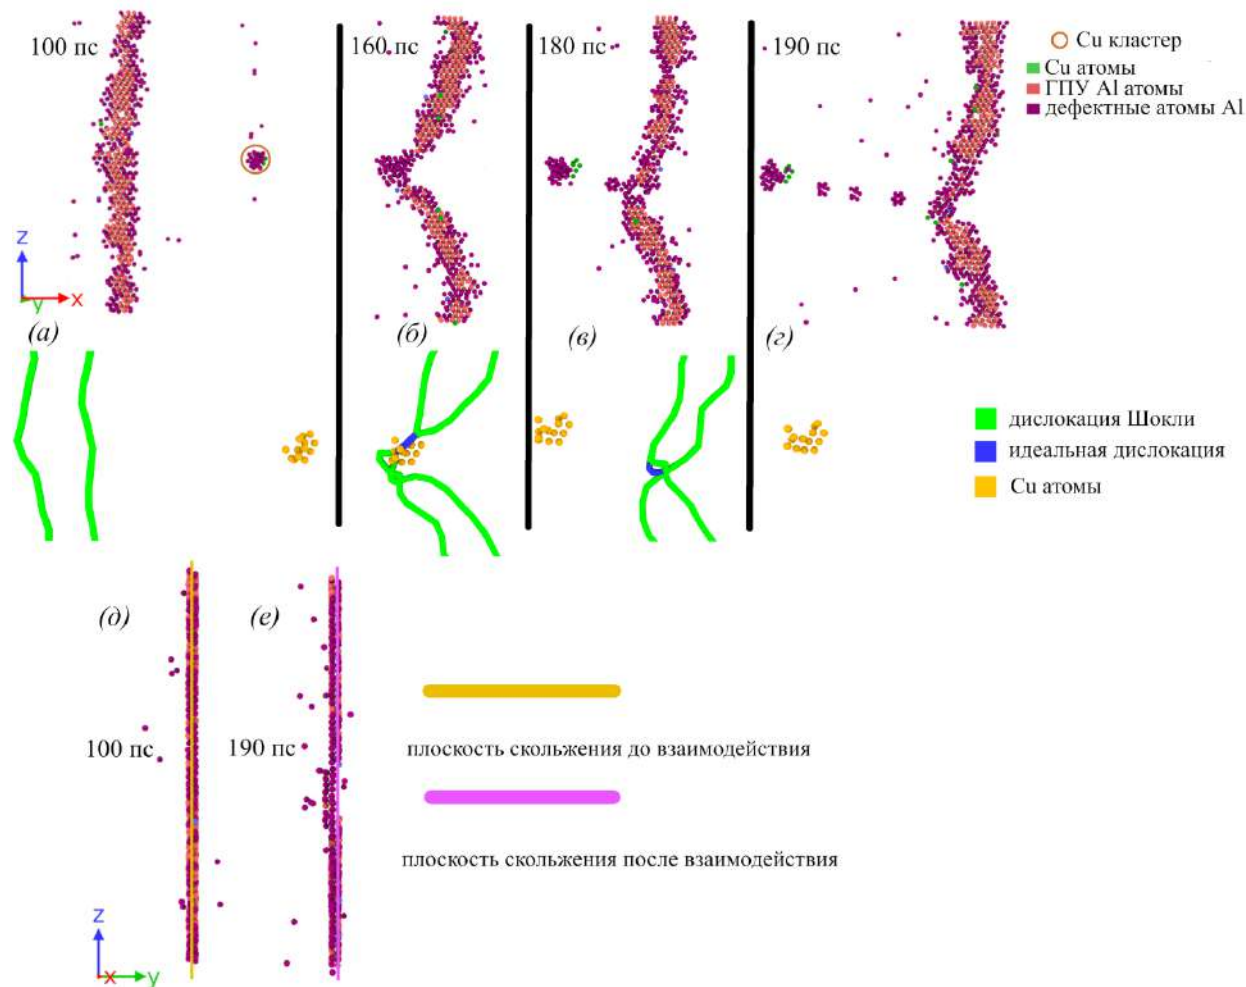 100 пс
160 пс
180 пс
190 пс
Cu кластер
Cu атомы
ГПУ Al атомы
дефектные атомы Al
z
y
x
(а)
(б)
(в)
(г)
дислокация Шокли
идеальная дислокация
Cu атомы
(д)
(е)
100 пс
190 пс
плоскость скольжения до взаимодействия
плоскость скольжения после взаимодействия
z
x
y